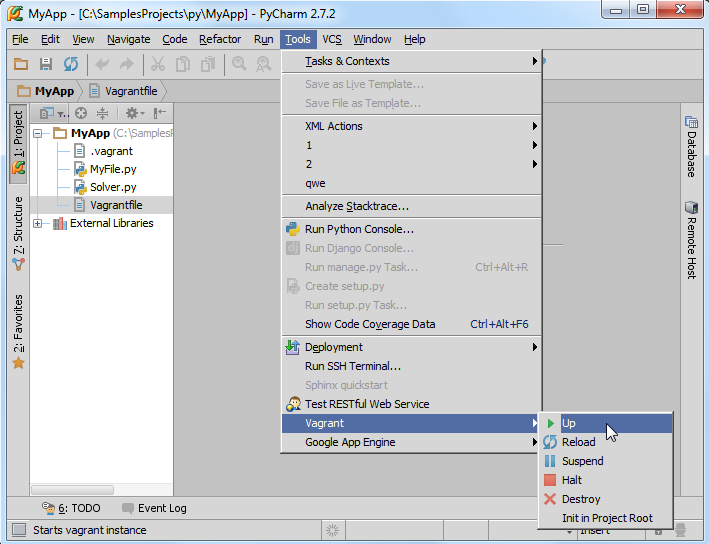 MyApp - [C:\SamplesProjects\py\MyApp] - PyCharm 2.7.2
File Edit View Navigate Code Refactor Run Tools VCS Window Help
MyApp Vagrantfile
1: Project
7: Structure
2: Favorites
MyApp (C:\SamplesP
.vagrant
MyFile.py
Solver.py
Vagrantfile
External Libraries
Tasks & Contexts
Save as Live Template...
Save File as Template...
XML Actions
1
2
qwe
Analyze Stacktrace...
Run Python Console...
Run Django Console...
Run manage.py Task... Ctrl+Alt+R
Create setup.py
Run setup.py Task...
Show Code Coverage Data Ctrl+Alt+F6
Deployment
Run SSH Terminal...
Sphinx quickstart
Test RESTful Web Service
Vagrant
Google App Engine
Up
Reload
Suspend
Halt
Destroy
Init in Project Root
Database
Remote Host
6: TODO Event Log
Starts vagrant instance
Insert